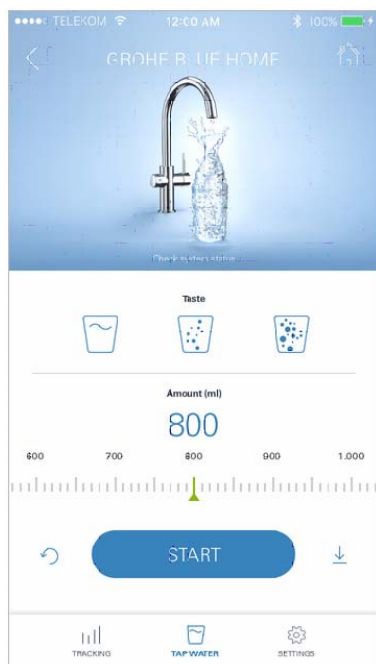 TELEKOM 12:00 AM 100%
GROHE BLUE HOME
Check system status
Taste
Amount (ml)
800
600 700 800 900 1.000
START
TRACKING TAP WATER SETTINGS